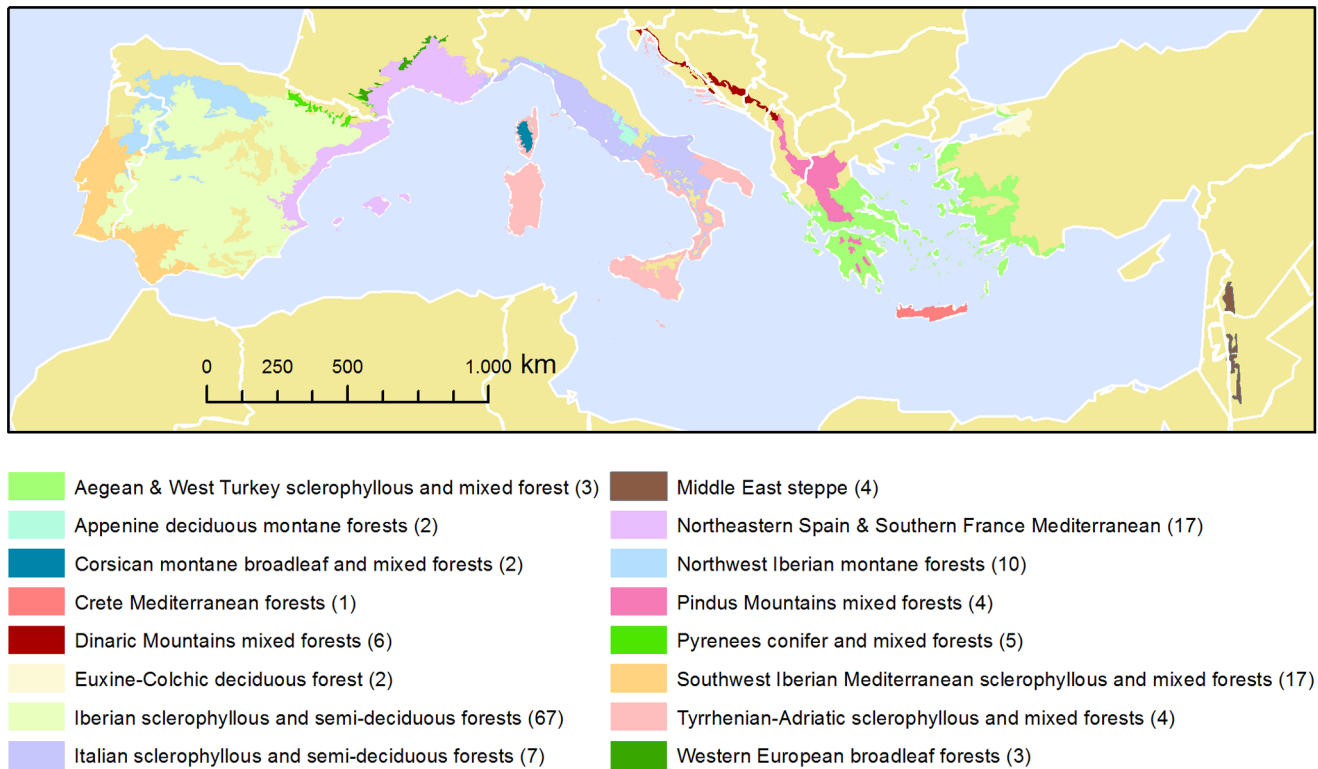 0 250 500 1.000 km
Aegean & West Turkey sclerophyllous and mixed forest (3)
Appenine deciduous montane forests (2)
Corsican montane broadleaf and mixed forests (2)
Crete Mediterranean forests (1)
Dinaric Mountains mixed forests (6)
Euxine-Colchic deciduous forest (2)
Iberian sclerophyllous and semi-deciduous forests (67)
Italian sclerophyllous and semi-deciduous forests (7)
Middle East steppe (4)
Northeastern Spain & Southern France Mediterranean (17)
Northwest Iberian montane forests (10)
Pindus Mountains mixed forests (4)
Pyrenees conifer and mixed forests (5)
Southwest Iberian Mediterranean sclerophyllous and mixed forests (17)
Tyrrhenian-Adriatic sclerophyllous and mixed forests (4)
Western European broadleaf forests (3)